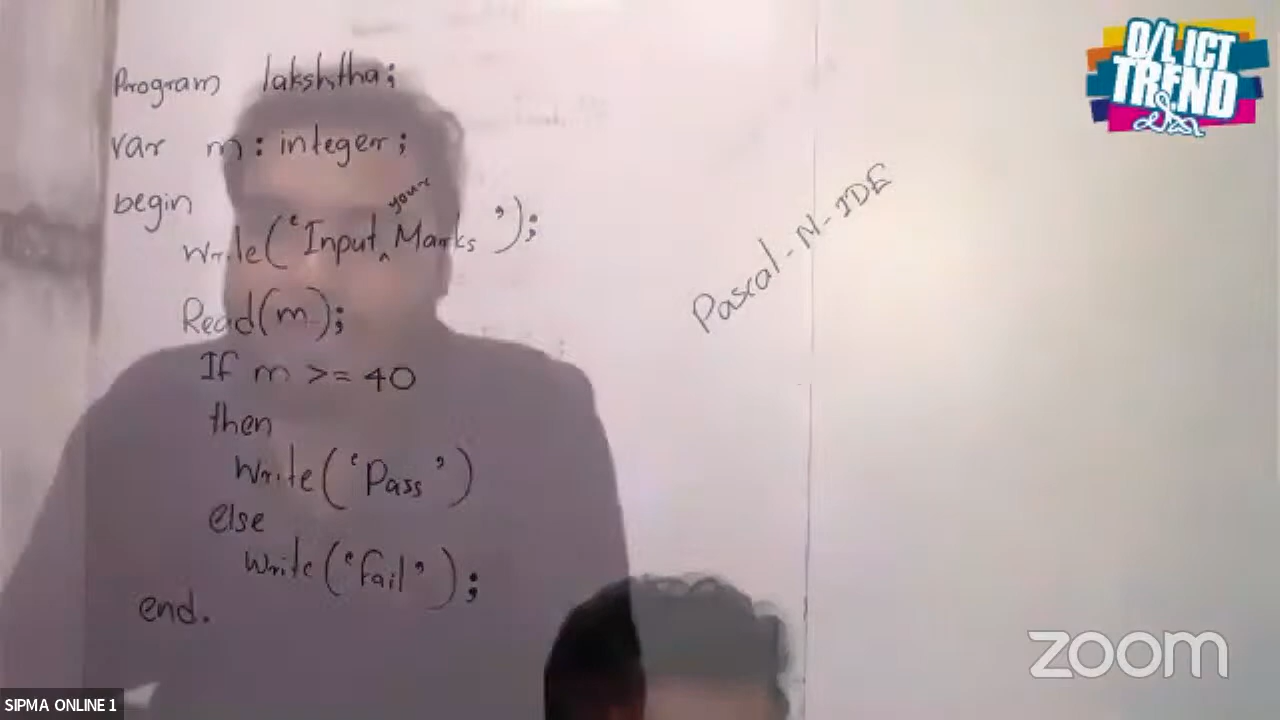 Program lakshitha;
var m : integer;
begin
Write('Input your Marks ');
Read(m);
If m >= 40
then
Write('Pass')
else
Write('Fail');
end.
Pascal-N-IDE
O/L ICT
TREND
zoom
SIPMA ONLINE 1